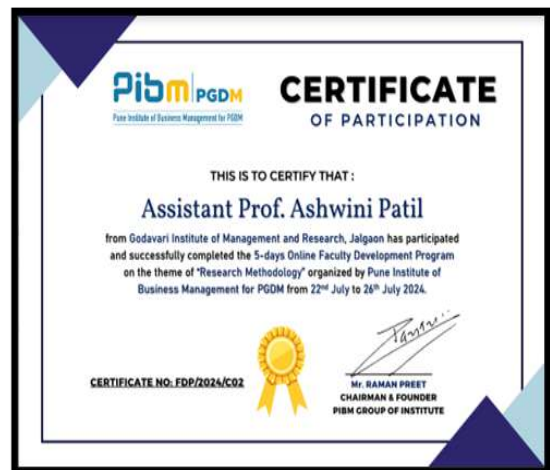 Pibm PGDM
Pune Institute of Business Management for PGDM
CERTIFICATE
OF PARTICIPATION
THIS IS TO CERTIFY THAT :
Assistant Prof. Ashwini Patil
from Godavari Institute of Management and Research, Jalgaon has participated
and successfully completed the 5-days Online Faculty Development Program
on the theme of "Research Methodology" organized by Pune Institute of
Business Management for PGDM from 22nd July to 26th July 2024.
CERTIFICATE NO: FDP/2024/C02
Mr. RAMAN PREET
CHAIRMAN & FOUNDER
PIBM GROUP OF INSTITUTE